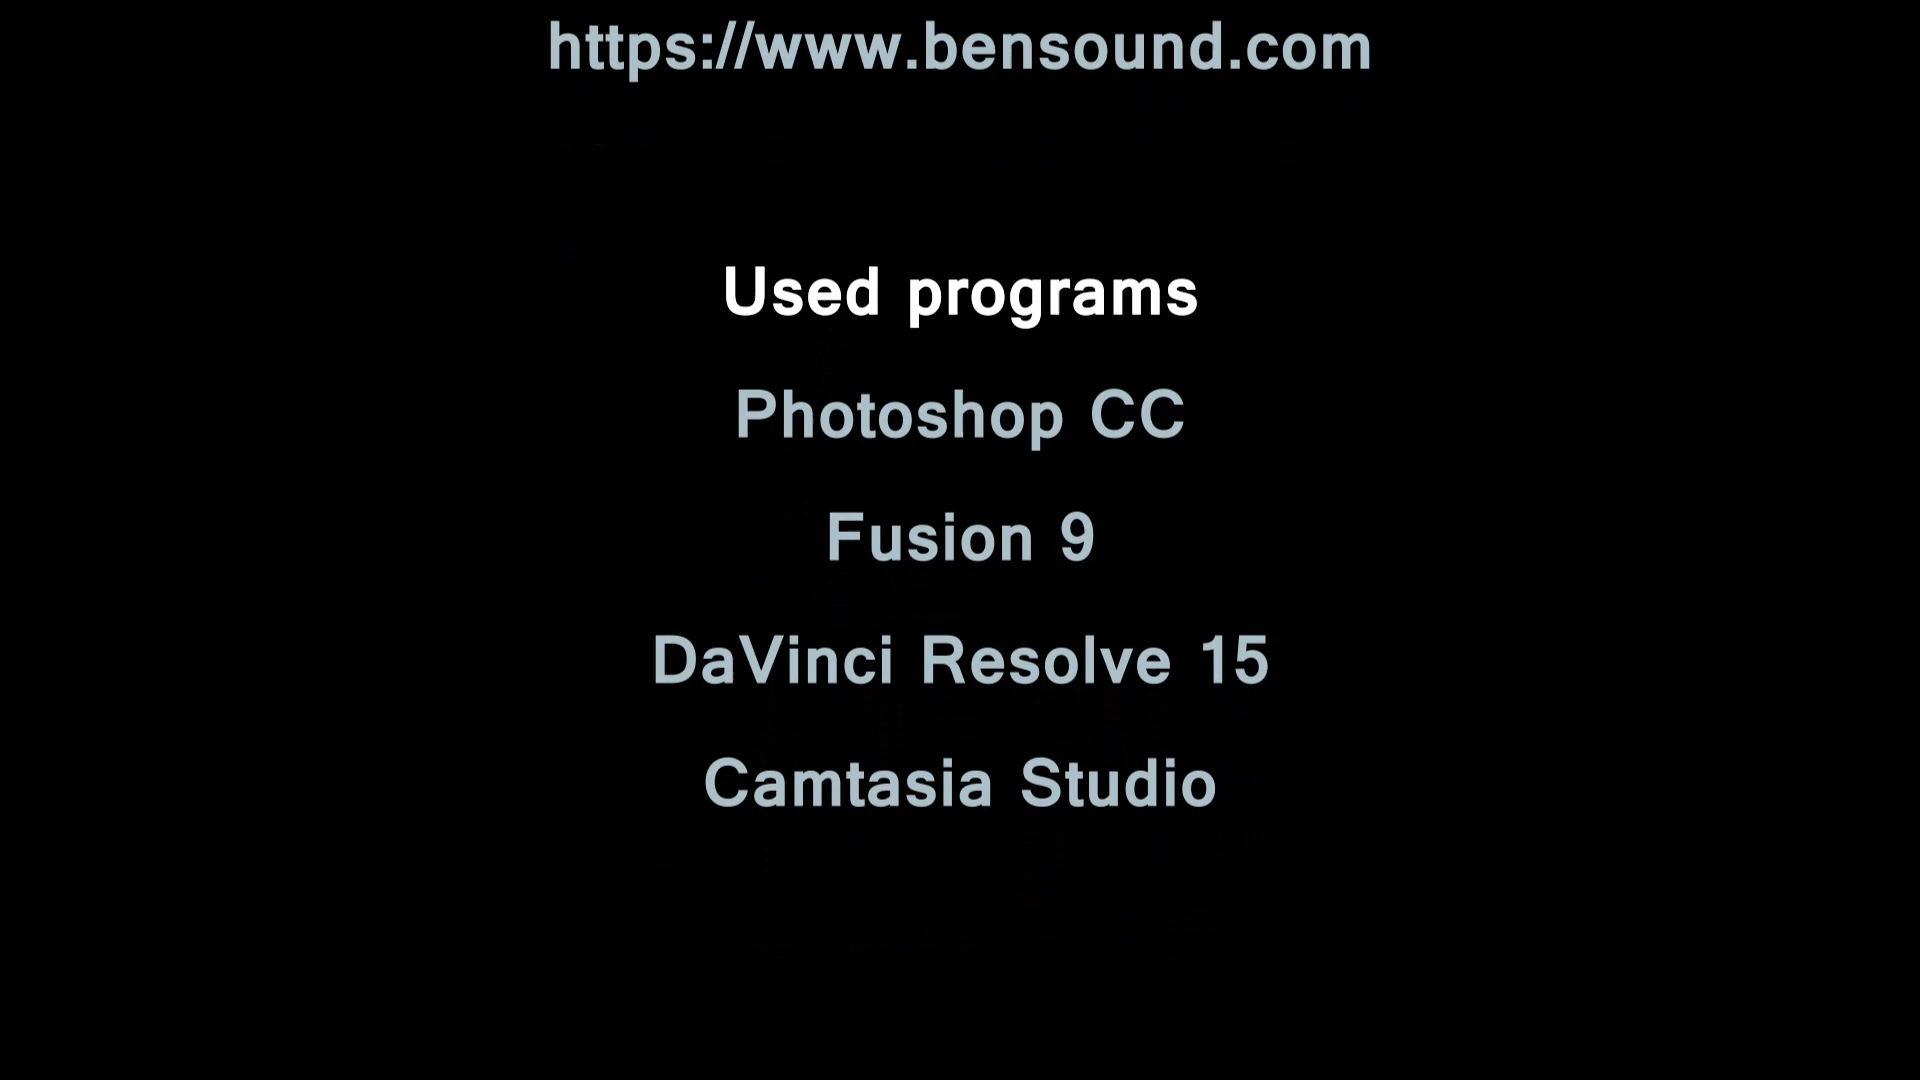 https://www.bensound.com
Used programs
Photoshop CC
Fusion 9
DaVinci Resolve 15
Camtasia Studio